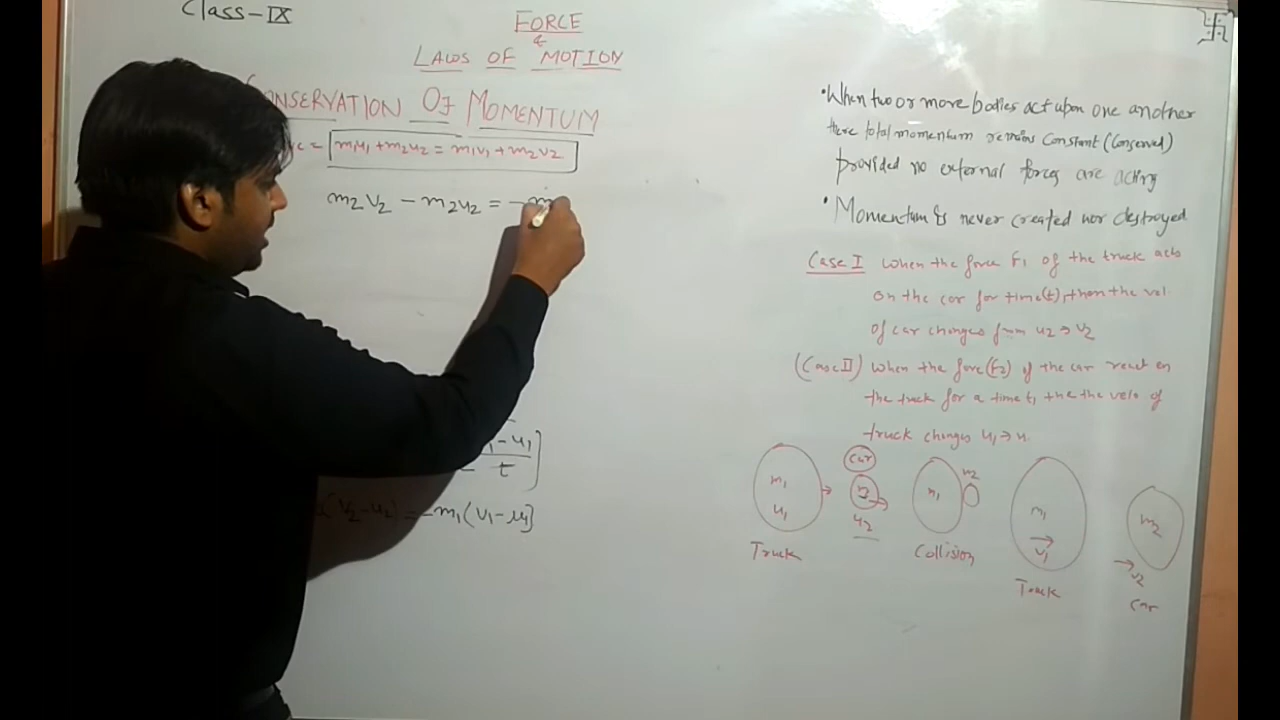 Class-IX
FORCE
&
LAWS OF MOTION
CONSERVATION Of MOMENTUM
= m1u1 + m2u2 = m1v1 + m2v2
m2v2 - m2u2 = - m
- u1
t
(v2-u2) = -m1(v1-u1)
• When two or more bodies act upon one another
there total momentum remains Constant (Conserved)
provided no external forces are acting
• Momentum is never created nor destroyed
Case I When the force F1 of the truck acts
on the car for time(t), then the vel.
of car changes from u2 → v2
(Case II) When the force(F2) of the car react on
the truck for a time t, the the velo of
truck changes u1 → u
m1
u1
Truck
car
u2
m1
m2
Collision
m1
v1
Truck
m2
v2
Car